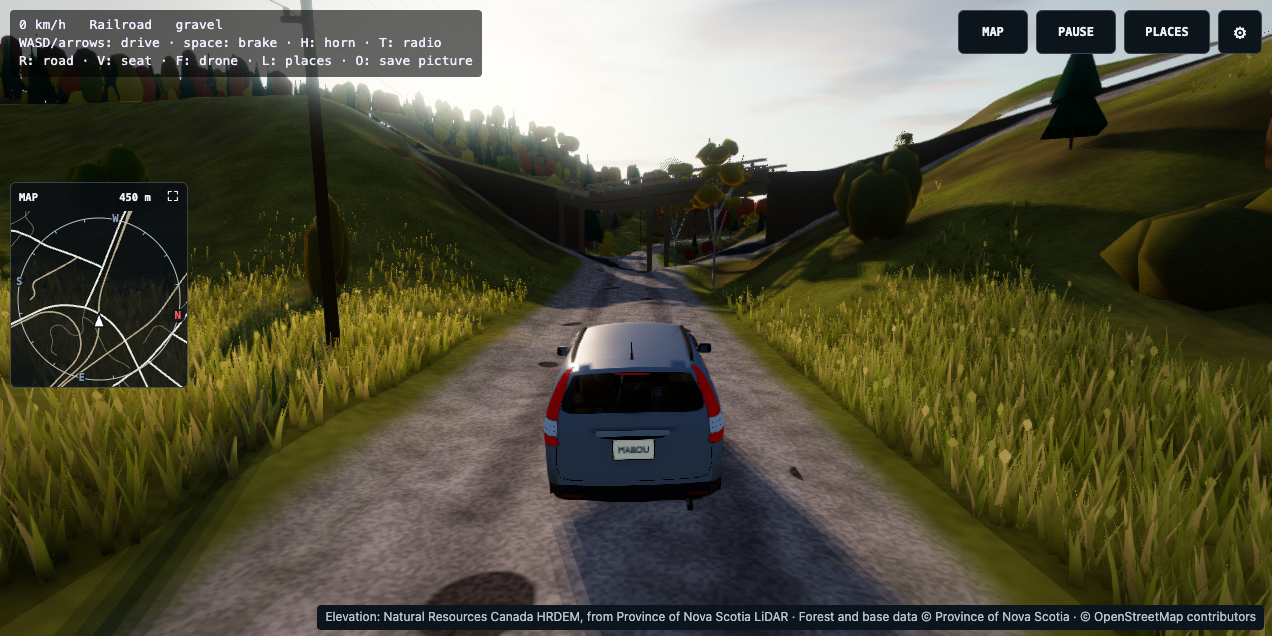 0 km/h Railroad gravel
WASD/arrows: drive · space: brake · H: horn · T: radio
R: road · V: seat · F: drone · L: places · O: save picture
MAP
PAUSE
PLACES
MAP 450 m
W
S
N
E
MABOU
Elevation: Natural Resources Canada HRDEM, from Province of Nova Scotia LiDAR · Forest and base data © Province of Nova Scotia · © OpenStreetMap contributors